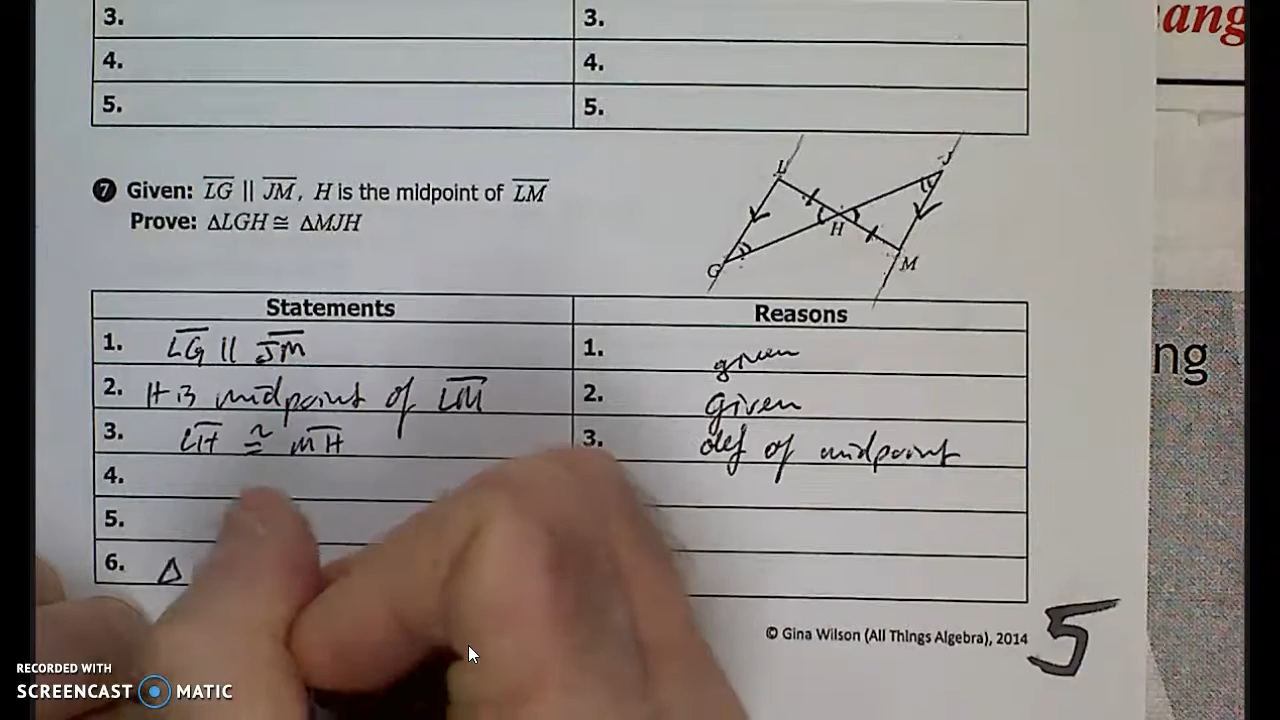 3. 3.
ang
4. 4.
5. 5.
7 Given: LG || JM, H is the midpoint of LM
Prove: ΔLGH ≅ ΔMJH
L J
H
G M
Statements Reasons
1. LG || JM 1. given
2. H is midpoint of LM 2. given
ng
3. LH ≅ MH 3. def of midpoint
4.
5.
6. Δ
© Gina Wilson (All Things Algebra), 2014 5
RECORDED WITH
SCREENCAST MATIC